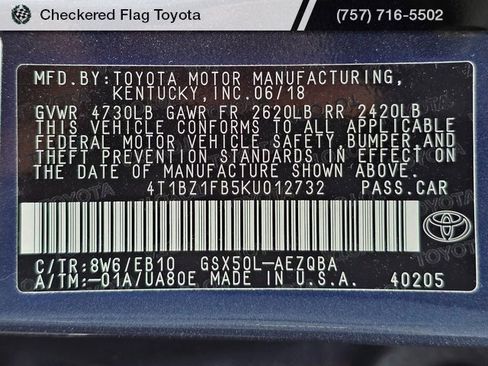 Checkered Flag Toyota (757) 716-5502
MFD.BY:TOYOTA MOTOR MANUFACTURING,
KENTUCKY,INC.06/18
GVWR 4730LB GAWR FR 2620LB RR 2420LB
THIS VEHICLE CONFORMS TO ALL APPLICABLE
FEDERAL MOTOR VEHICLE SAFETY,BUMPER,AND
THEFT PREVENTION STANDARDS IN EFFECT ON
THE DATE OF MANUFACTURE SHOWN ABOVE.
4T1BZ1FB5KU012732 PASS.CAR
TOYOTA
C/TR:8W6/EB10 GSX50L-AEZQBA
A/TM:-01A/UA80E MADE IN U.S.A. 40205